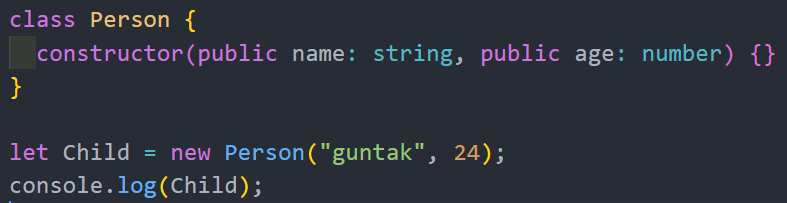 class Person {
  constructor(public name: string, public age: number) {}
}
let Child = new Person("guntak", 24);
console.log(Child);